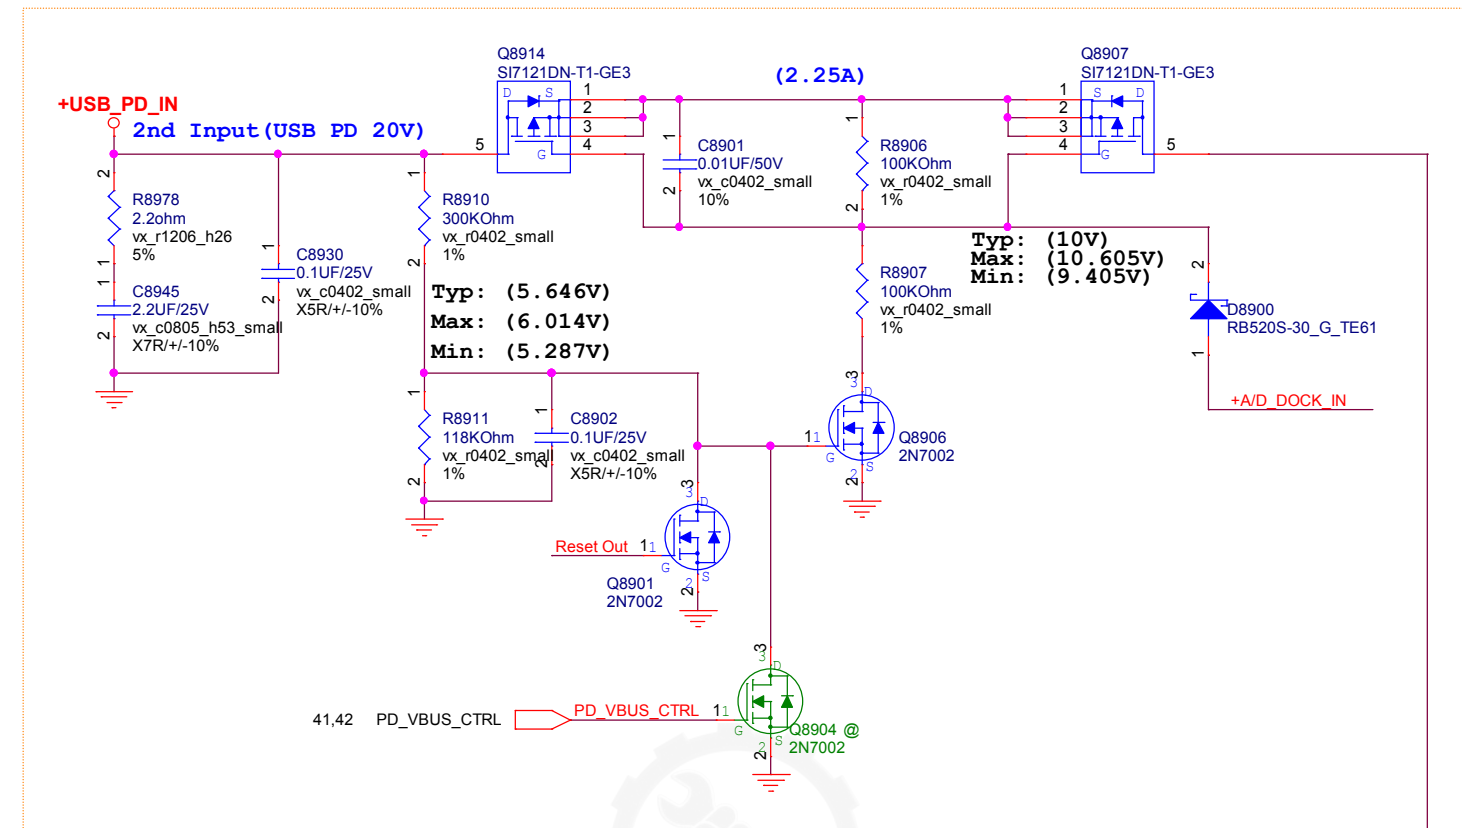 Q8914
SI7121DN-T1-GE3
(2.25A)
Q8907
SI7121DN-T1-GE3
+USB_PD_IN
2nd Input(USB PD 20V)
D
S
G
1
2
3
4
5
S
D
G
1
2
3
4
5
2
R8978
2.2ohm
vx_r1206_h26
5%
1
1
C8945
2.2UF/25V
vx_c0805_h53_small
X7R/+/-10%
2
1
C8930
0.1UF/25V
vx_c0402_small
X5R/+/-10%
2
1
R8910
300KOhm
vx_r0402_small
1%
2
1
C8901
0.01UF/50V
vx_c0402_small
10%
2
1
R8906
100KOhm
vx_r0402_small
1%
2
Typ: (10V)
Max: (10.605V)
Min: (9.405V)
R8907
100KOhm
vx_r0402_small
1%
2
D8900
RB520S-30_G_TE61
1
+A/D_DOCK_IN
Typ: (5.646V)
Max: (6.014V)
Min: (5.287V)
1
R8911
118KOhm
vx_r0402_small
1%
2
1
C8902
0.1UF/25V
vx_c0402_small
X5R/+/-10%
2
3
3
D
11
G
S
2
2
Q8906
2N7002
3
3
D
Reset Out
11
G
S
2
2
Q8901
2N7002
3
3
D
41,42
PD_VBUS_CTRL
PD_VBUS_CTRL
11
G
S
2
2
Q8904 @
2N7002